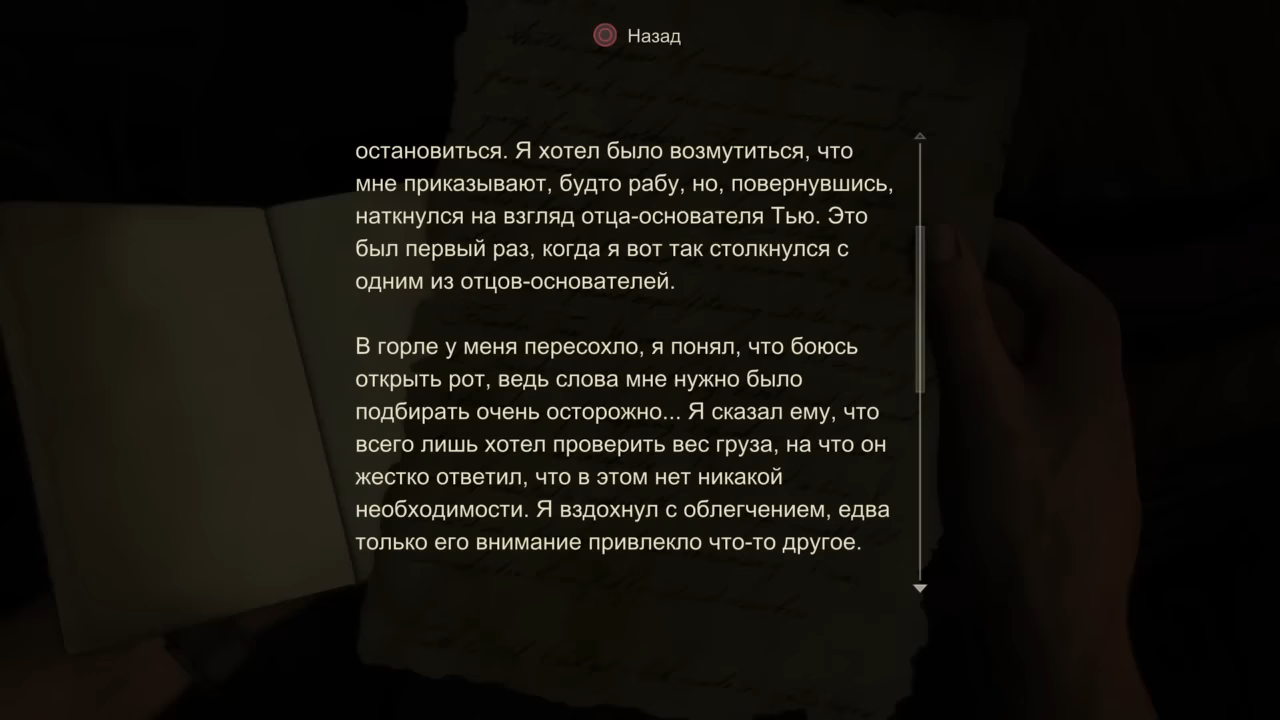 Назад
остановиться. Я хотел было возмутиться, что
мне приказывают, будто рабу, но, повернувшись,
наткнулся на взгляд отца-основателя Тью. Это
был первый раз, когда я вот так столкнулся с
одним из отцов-основателей.
В горле у меня пересохло, я понял, что боюсь
открыть рот, ведь слова мне нужно было
подбирать очень осторожно... Я сказал ему, что
всего лишь хотел проверить вес груза, на что он
жестко ответил, что в этом нет никакой
необходимости. Я вздохнул с облегчением, едва
только его внимание привлекло что-то другое.